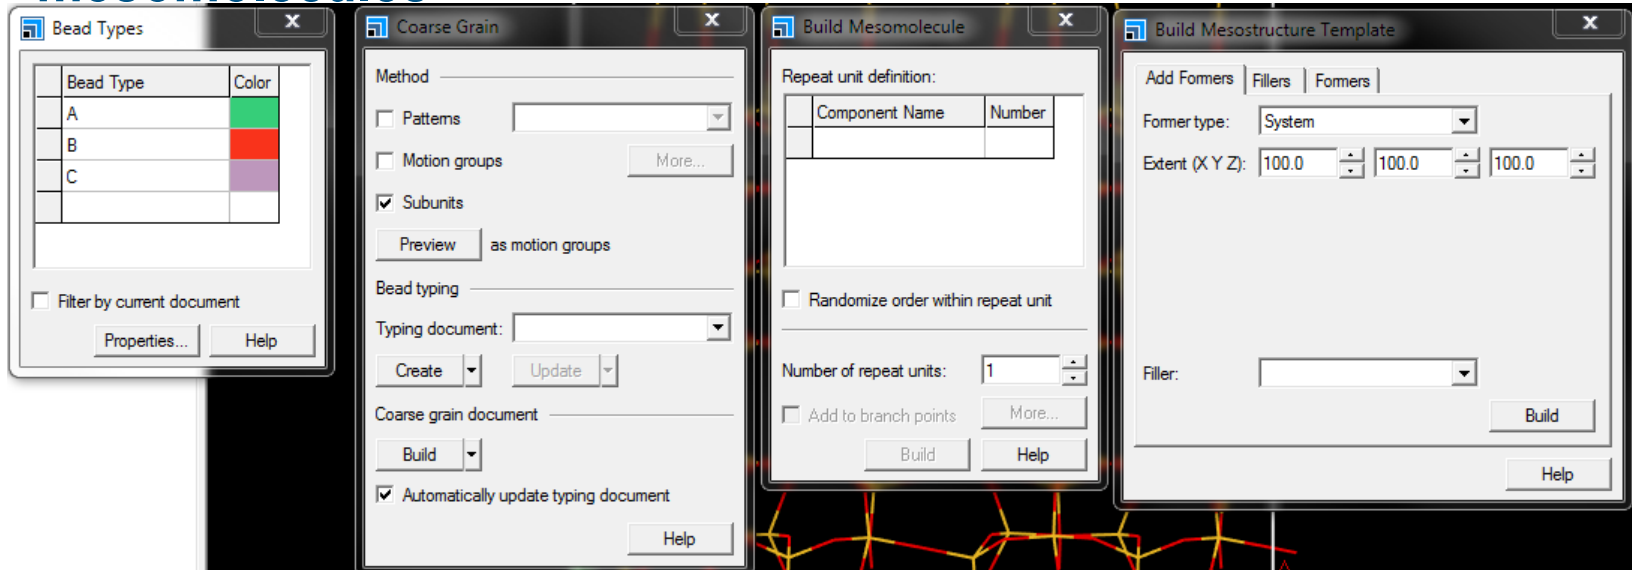 Mesomolecules
Bead Types
Bead Type Color
A
B
C
Filter by current document
Properties... Help
Coarse Grain
Method
Patterns
Motion groups More...
Subunits
Preview as motion groups
Bead typing
Typing document:
Create Update
Coarse grain document
Build
Automatically update typing document
Help
Build Mesomolecule
Repeat unit definition:
Component Name Number
Randomize order within repeat unit
Number of repeat units: 1
Add to branch points More...
Build Help
Build Mesostructure Template
Add Formers Fillers Formers
Former type: System
Extent (X Y Z): 100.0 100.0 100.0
Filler:
Build
Help